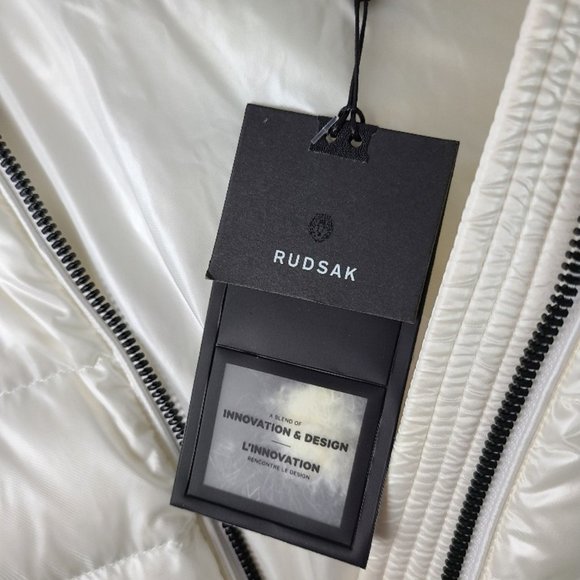 RUDSAK
A BLEND OF
INNOVATION & DESIGN
L'INNOVATION
RENCONTRE LE DESIGN